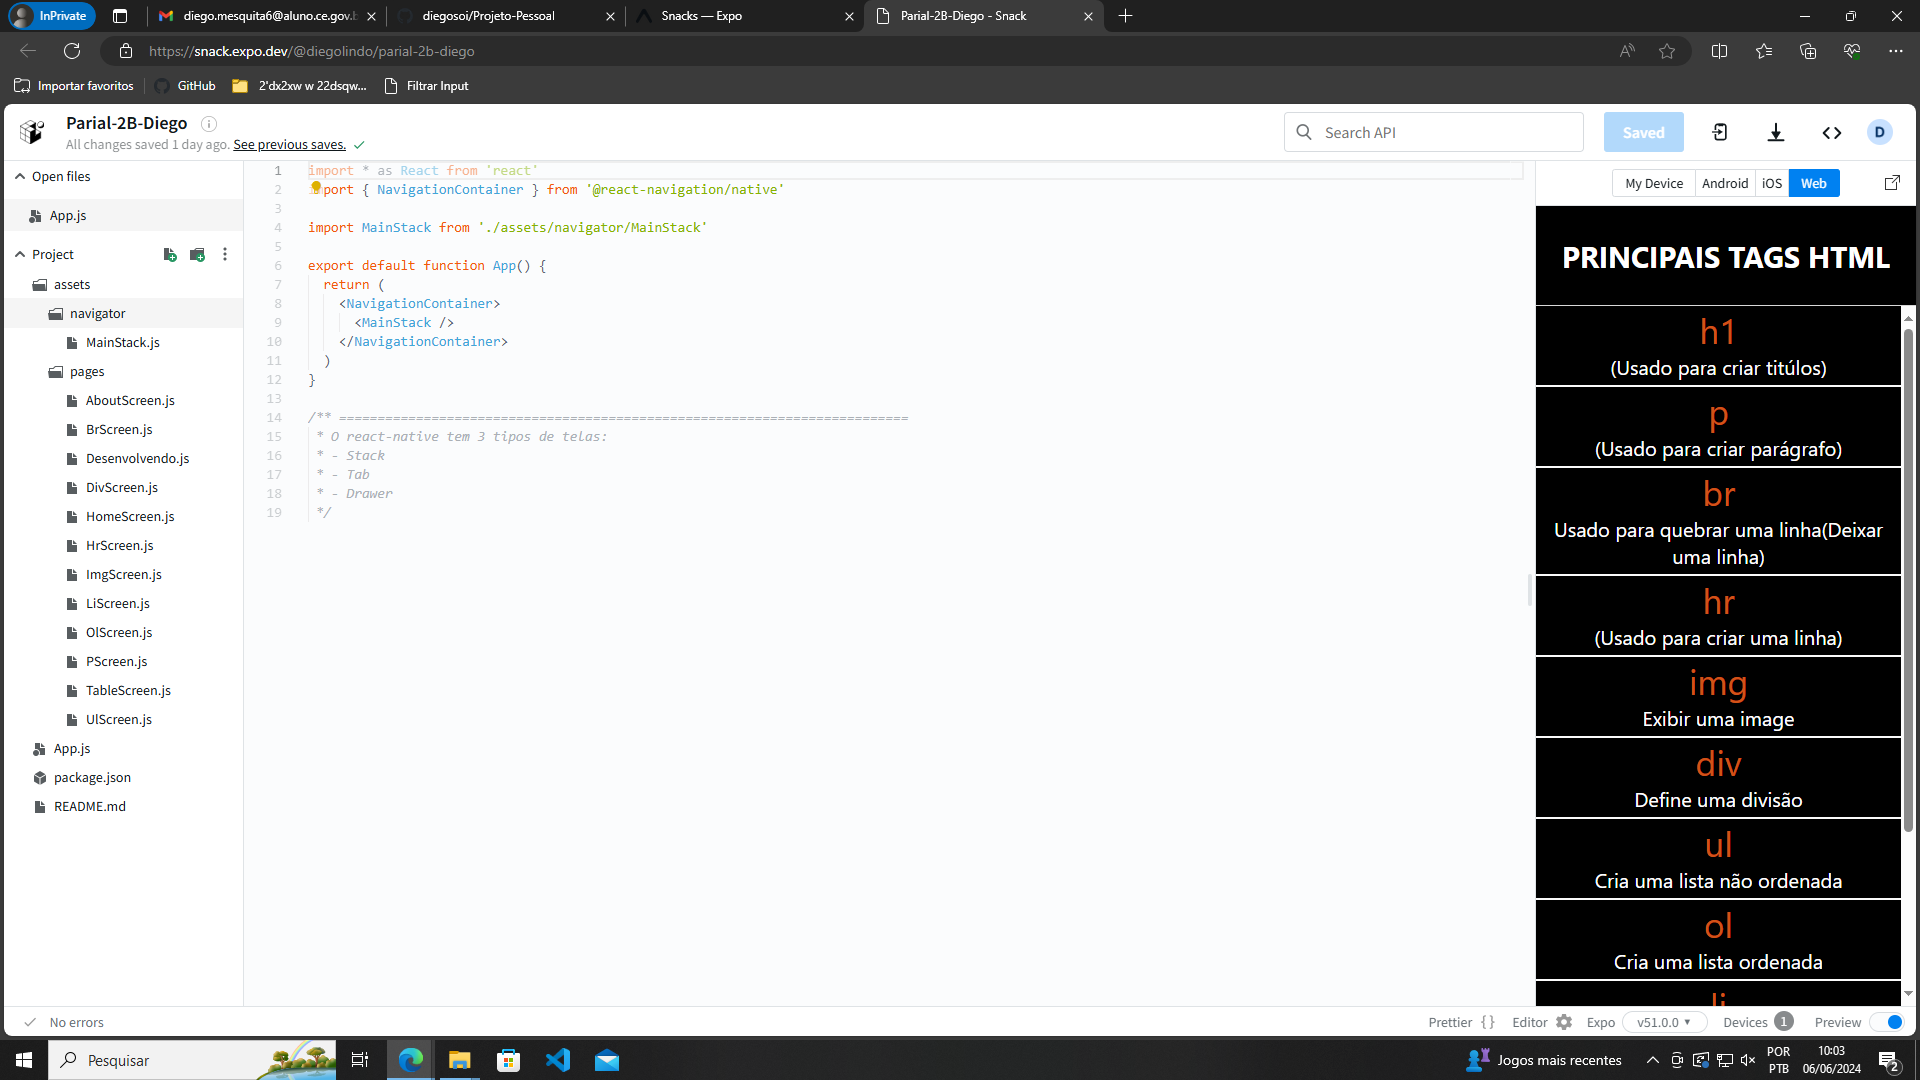 InPrivate
diego.mesquita6@aluno.ce.gov.b
diegosoi/Projeto-Pessoal
Snacks — Expo
Parial-2B-Diego - Snack
https://snack.expo.dev/@diegolindo/parial-2b-diego
Importar favoritos
GitHub
2'dx2xw w 22dsqw...
Filtrar Input
Parial-2B-Diego
All changes saved 1 day ago. See previous saves.
Search API
Saved
D
Open files
App.js
Project
assets
navigator
MainStack.js
pages
AboutScreen.js
BrScreen.js
Desenvolvendo.js
DivScreen.js
HomeScreen.js
HrScreen.js
ImgScreen.js
LiScreen.js
OlScreen.js
PScreen.js
TableScreen.js
UlScreen.js
App.js
package.json
README.md
1 import * as React from 'react'
2 import { NavigationContainer } from '@react-navigation/native'
3
4 import MainStack from './assets/navigator/MainStack'
5
6 export default function App() {
7 return (
8 <NavigationContainer>
9 <MainStack />
10 </NavigationContainer>
11 )
12 }
13
14 /** ==========================================================================
15 * O react-native tem 3 tipos de telas:
16 * - Stack
17 * - Tab
18 * - Drawer
19 */
My Device
Android
iOS
Web
PRINCIPAIS TAGS HTML
h1
(Usado para criar titúlos)
p
(Usado para criar parágrafo)
br
Usado para quebrar uma linha(Deixar
uma linha)
hr
(Usado para criar uma linha)
img
Exibir uma image
div
Define uma divisão
ul
Cria uma lista não ordenada
ol
Cria uma lista ordenada
li
No errors
Prettier { }
Editor
Expo
v51.0.0
Devices 1
Preview
Pesquisar
Jogos mais recentes
POR
PTB
10:03
06/06/2024
2